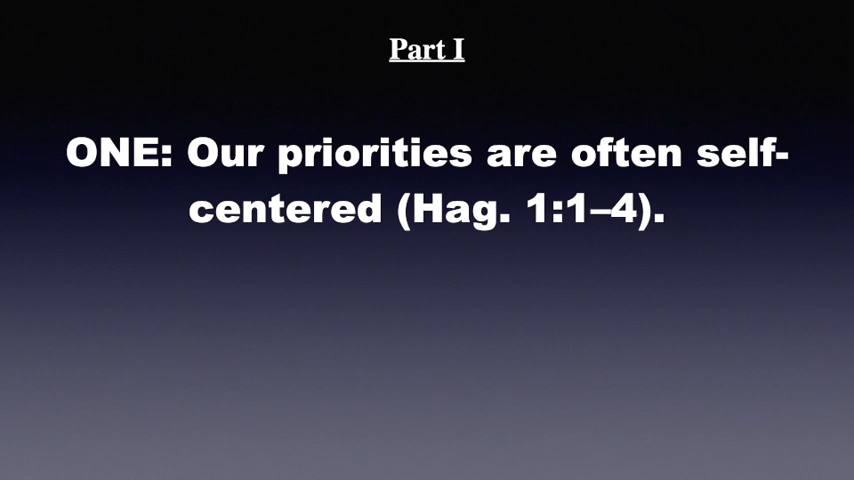 Part I
ONE: Our priorities are often self-
centered (Hag. 1:1–4).